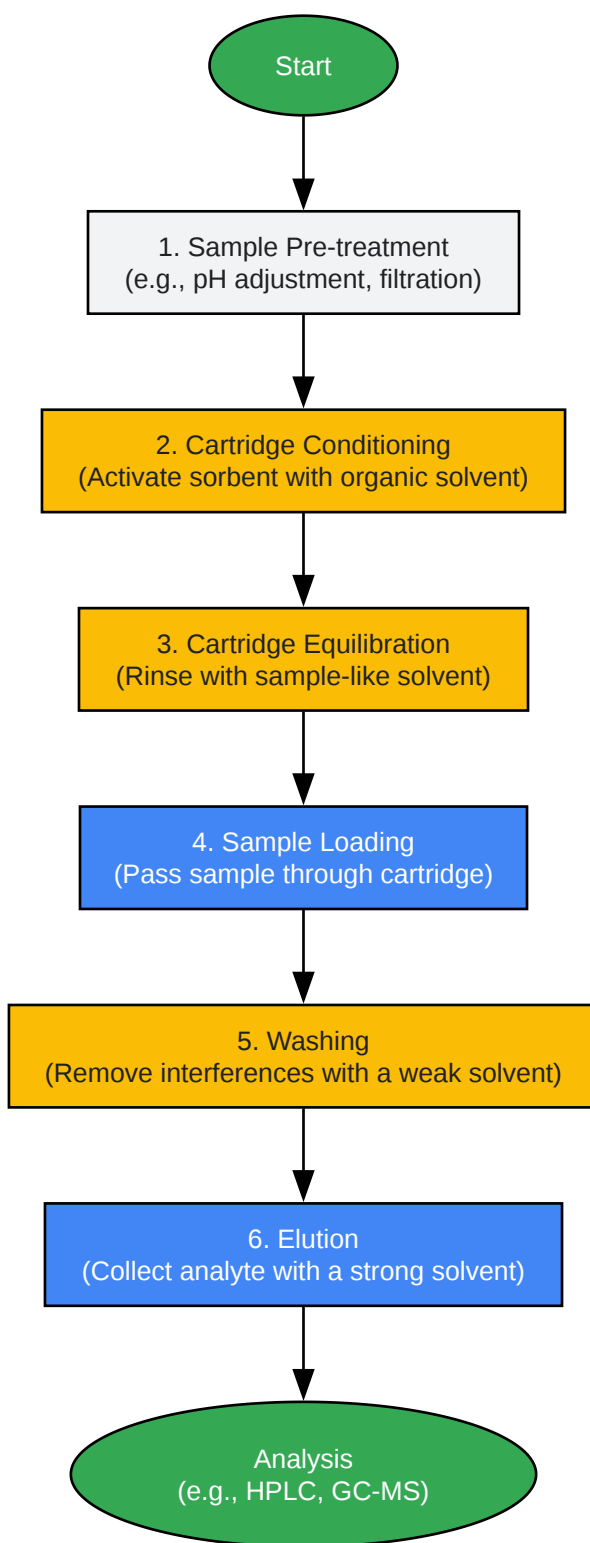 Start
1. Sample Pre-treatment
(e.g., pH adjustment, filtration)
2. Cartridge Conditioning
(Activate sorbent with organic solvent)
3. Cartridge Equilibration
(Rinse with sample-like solvent)
4. Sample Loading
(Pass sample through cartridge)
5. Washing
(Remove interferences with a weak solvent)
6. Elution
(Collect analyte with a strong solvent)
Analysis
(e.g., HPLC, GC-MS)